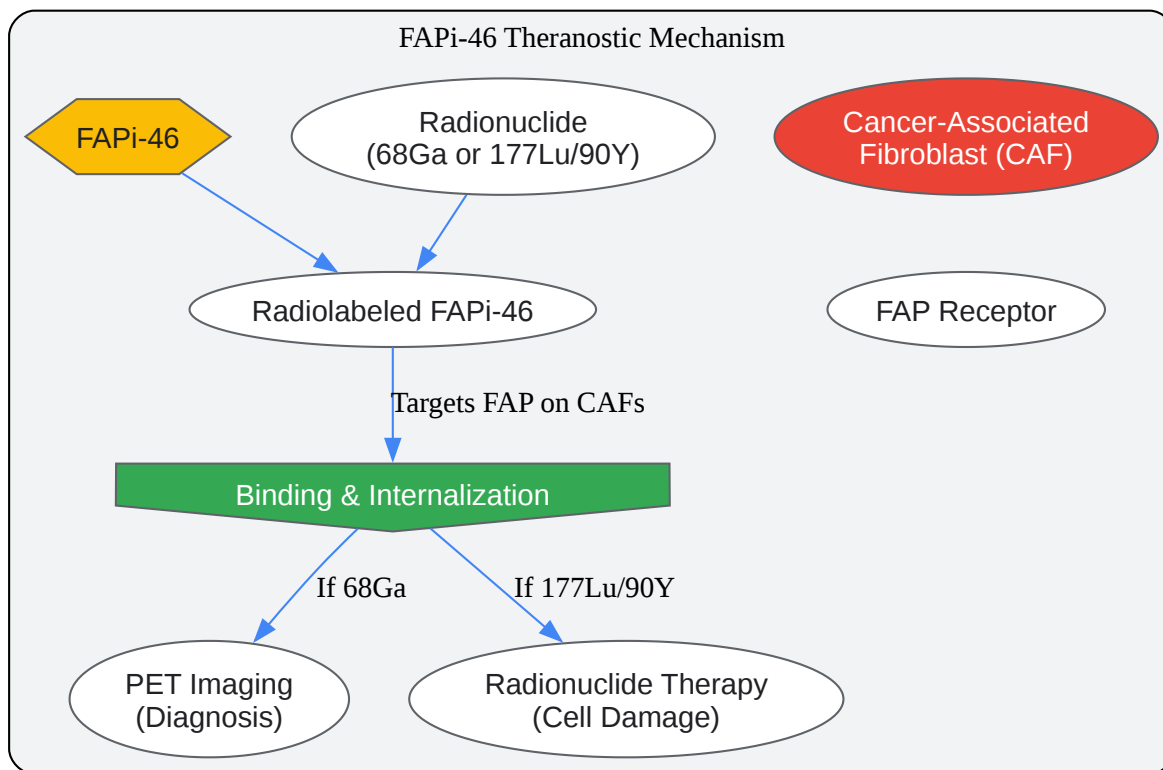 FAPi-46 Theranostic Mechanism
FAPi-46
Radionuclide
(68Ga or 177Lu/90Y)
Cancer-Associated
Fibroblast (CAF)
Radiolabeled FAPi-46
FAP Receptor
Targets FAP on CAFs
Binding & Internalization
If 68Ga
If 177Lu/90Y
PET Imaging
(Diagnosis)
Radionuclide Therapy
(Cell Damage)